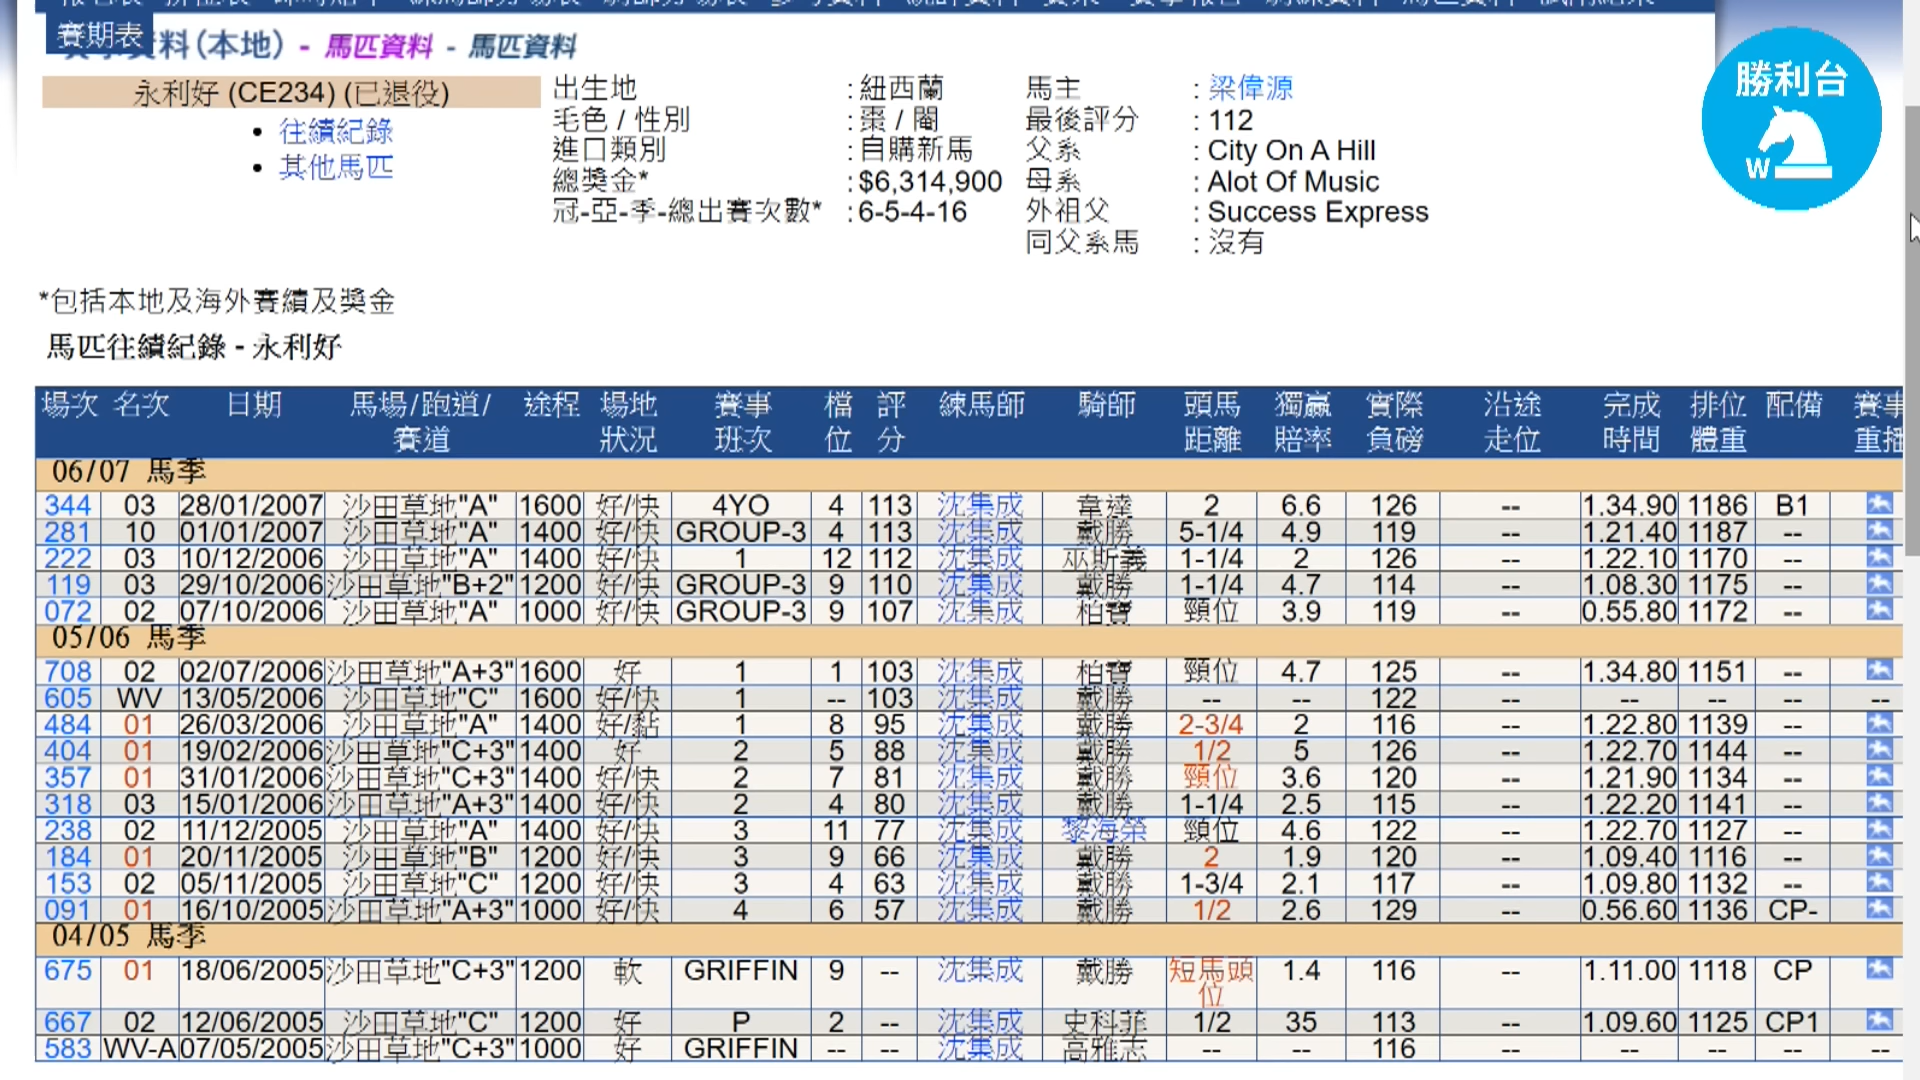 賽期表
資料(本地) - 馬匹資料 - 馬匹資料
勝利台
W
永利好 (CE234) (已退役)
• 往績紀錄
• 其他馬匹
出生地 : 紐西蘭 馬主 : 梁偉源
毛色 / 性別 : 棗 / 閹 最後評分 : 112
進口類別 : 自購新馬 父系 : City On A Hill
總獎金* : $6,314,900 母系 : Alot Of Music
冠-亞-季-總出賽次數* : 6-5-4-16 外祖父 : Success Express
同父系馬 : 沒有
*包括本地及海外賽績及獎金
馬匹往績紀錄 - 永利好
場次 名次 日期 馬場/跑道/ 途程 場地 賽事 檔 評 練馬師 騎師 頭馬 獨贏 實際 沿途 完成 排位 配備 賽事
賽道 狀況 班次 位 分 距離 賠率 負磅 走位 時間 體重 重播
06/07 馬季
344 03 28/01/2007 沙田草地"A" 1600 好/快 4YO 4 113 沈集成 韋達 2 6.6 126 -- 1.34.90 1186 B1
281 10 01/01/2007 沙田草地"A" 1400 好/快 GROUP-3 4 113 沈集成 戴勝 5-1/4 4.9 119 -- 1.21.40 1187 --
222 03 10/12/2006 沙田草地"A" 1400 好/快 1 12 112 沈集成 巫斯義 1-1/4 2 126 -- 1.22.10 1170 --
119 03 29/10/2006 沙田草地"B+2" 1200 好/快 GROUP-3 9 110 沈集成 戴勝 1-1/4 4.7 114 -- 1.08.30 1175 --
072 02 07/10/2006 沙田草地"A" 1000 好/快 GROUP-3 9 107 沈集成 柏寶 頸位 3.9 119 -- 0.55.80 1172 --
05/06 馬季
708 02 02/07/2006 沙田草地"A+3" 1600 好 1 1 103 沈集成 柏寶 頸位 4.7 125 -- 1.34.80 1151 --
605 WV 13/05/2006 沙田草地"C" 1600 好/快 1 -- 103 沈集成 戴勝 -- -- 122 -- -- -- -- --
484 01 26/03/2006 沙田草地"A" 1400 好/黏 1 8 95 沈集成 戴勝 2-3/4 2 116 -- 1.22.80 1139 --
404 01 19/02/2006 沙田草地"C+3" 1400 好 2 5 88 沈集成 戴勝 1/2 5 126 -- 1.22.70 1144 --
357 01 31/01/2006 沙田草地"C+3" 1400 好/快 2 7 81 沈集成 戴勝 頸位 3.6 120 -- 1.21.90 1134 --
318 03 15/01/2006 沙田草地"A+3" 1400 好/快 2 4 80 沈集成 戴勝 1-1/4 2.5 115 -- 1.22.20 1141 --
238 02 11/12/2005 沙田草地"A" 1400 好/快 3 11 77 沈集成 黎海榮 頸位 4.6 122 -- 1.22.70 1127 --
184 01 20/11/2005 沙田草地"B" 1200 好/快 3 9 66 沈集成 戴勝 2 1.9 120 -- 1.09.40 1116 --
153 02 05/11/2005 沙田草地"C" 1200 好/快 3 4 63 沈集成 戴勝 1-3/4 2.1 117 -- 1.09.80 1132 --
091 01 16/10/2005 沙田草地"A+3" 1000 好/快 4 6 57 沈集成 戴勝 1/2 2.6 129 -- 0.56.60 1136 CP-
04/05 馬季
675 01 18/06/2005 沙田草地"C+3" 1200 軟 GRIFFIN 9 -- 沈集成 戴勝 短馬頭位 1.4 116 -- 1.11.00 1118 CP
667 02 12/06/2005 沙田草地"C" 1200 好 P 2 -- 沈集成 史科菲 1/2 35 113 -- 1.09.60 1125 CP1
583 WV-A 07/05/2005 沙田草地"C+3" 1000 好 GRIFFIN -- -- 沈集成 高雅志 -- -- 116 -- -- -- -- --